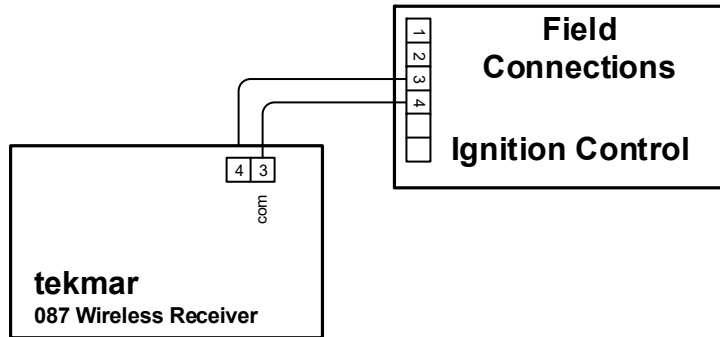 Field
Connections
1
2
3
4
Ignition Control
4 3
com
tekmar
087 Wireless Receiver